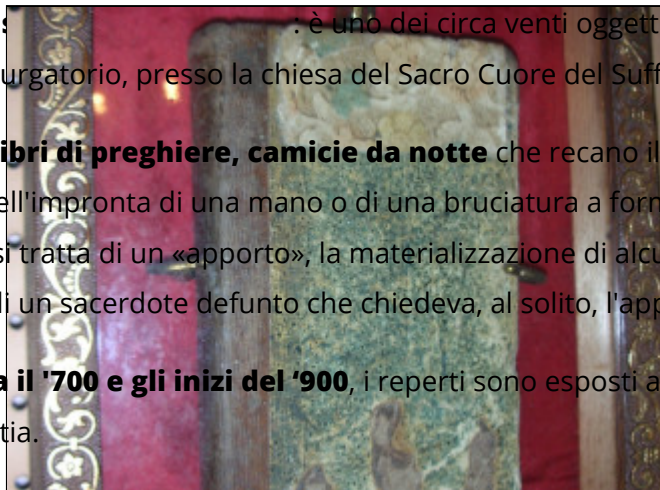 : è uno dei circa venti oggett
urgatorio, presso la chiesa del Sacro Cuore del Suff
ibri di preghiere, camicie da notte che recano il
ell'impronta di una mano o di una bruciatura a forn
si tratta di un «apporto», la materializzazione di alcu
di un sacerdote defunto che chiedeva, al solito, l'app
a il '700 e gli inizi del ‘900, i reperti sono esposti a
tia.